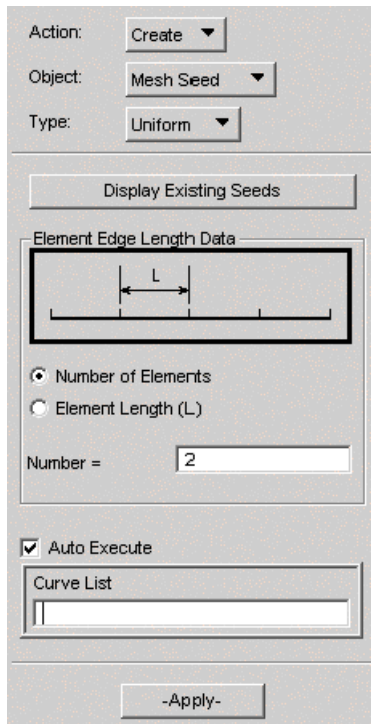 Action: Create
Object: Mesh Seed
Type: Uniform
Display Existing Seeds
Element Edge Length Data
L
Number of Elements
Element Length (L)
Number = 2
Auto Execute
Curve List
-Apply-